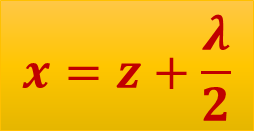 x = z + λ/2